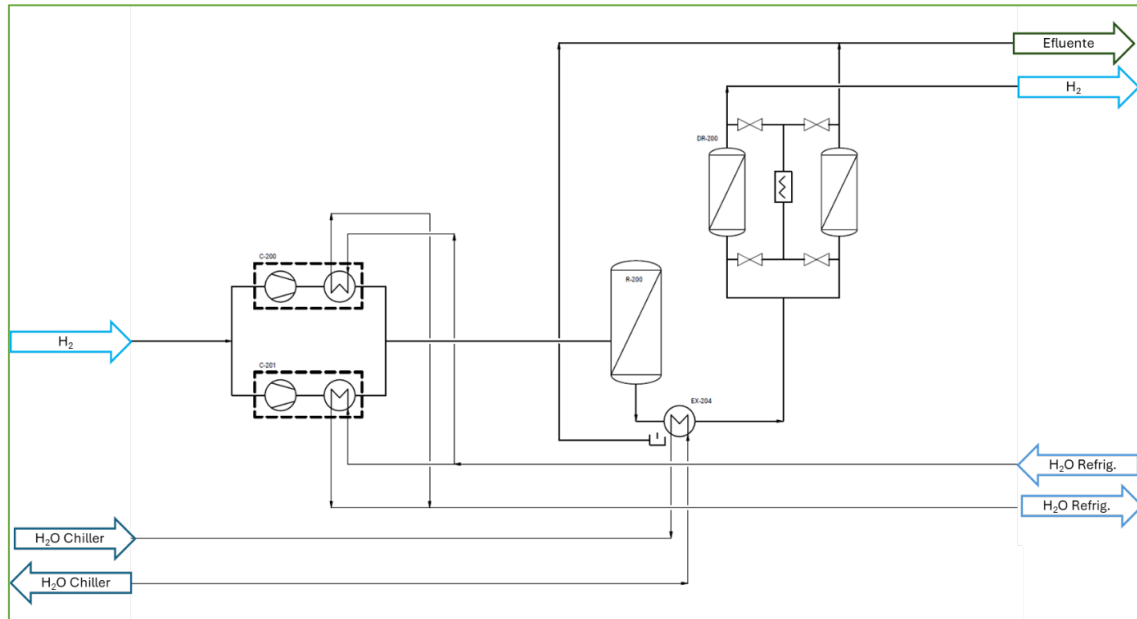 Efluente
H₂
DR-200
C-200
R-200
H₂
C-201
EX-204
H₂O Refrig.
H₂O Refrig.
H₂O Chiller
H₂O Chiller